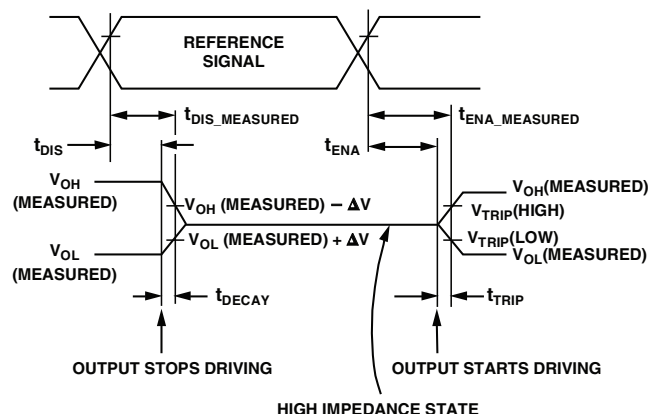 REFERENCE
SIGNAL
tDIS_MEASURED
tENA_MEASURED
tDIS
tENA
VOH
(MEASURED)
VOH (MEASURED) – ΔV
VOH(MEASURED)
VTRIP(HIGH)
VOL (MEASURED) + ΔV
VTRIP(LOW)
VOL
(MEASURED)
VOL(MEASURED)
tDECAY
tTRIP
OUTPUT STOPS DRIVING
OUTPUT STARTS DRIVING
HIGH IMPEDANCE STATE